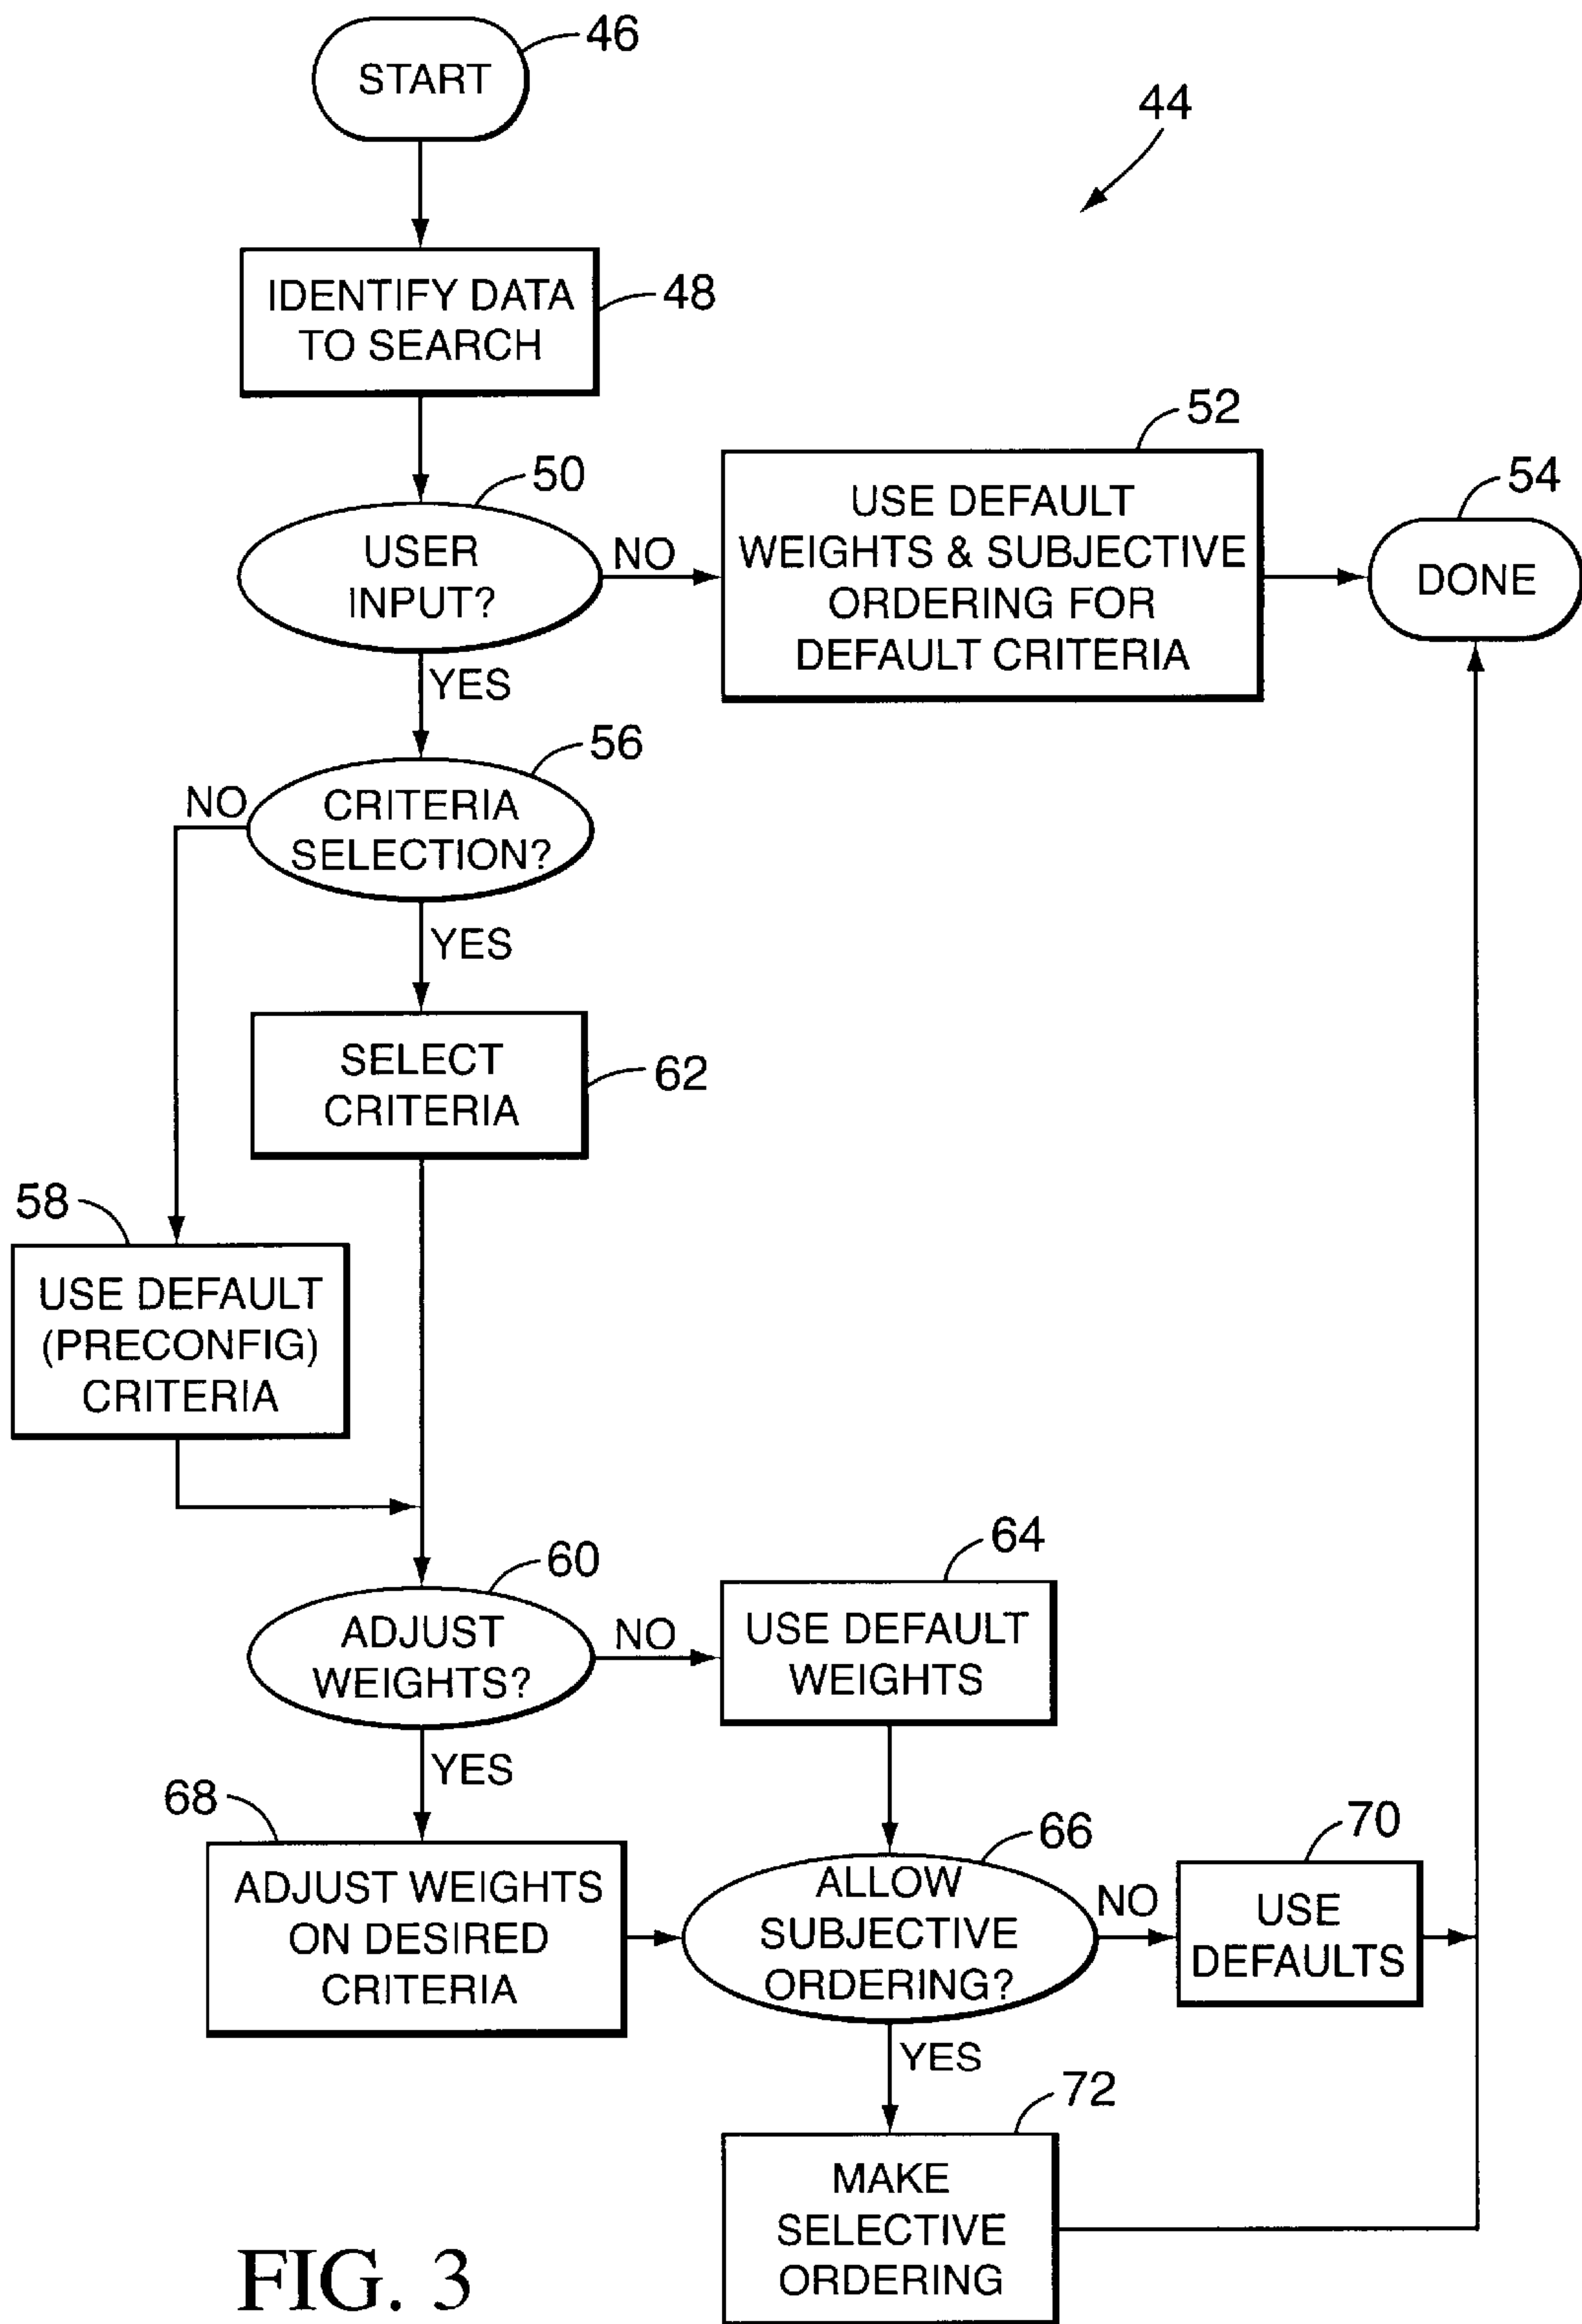 START
46
44
IDENTIFY DATA
TO SEARCH
48
50
USER
INPUT?
NO
YES
52
USE DEFAULT
WEIGHTS & SUBJECTIVE
ORDERING FOR
DEFAULT CRITERIA
54
DONE
56
CRITERIA
SELECTION?
NO
YES
SELECT
CRITERIA
62
58
USE DEFAULT
(PRECONFIG)
CRITERIA
60
ADJUST
WEIGHTS?
NO
YES
64
USE DEFAULT
WEIGHTS
68
ADJUST WEIGHTS
ON DESIRED
CRITERIA
66
ALLOW
SUBJECTIVE
ORDERING?
NO
YES
70
USE
DEFAULTS
72
MAKE
SELECTIVE
ORDERING
FIG. 3